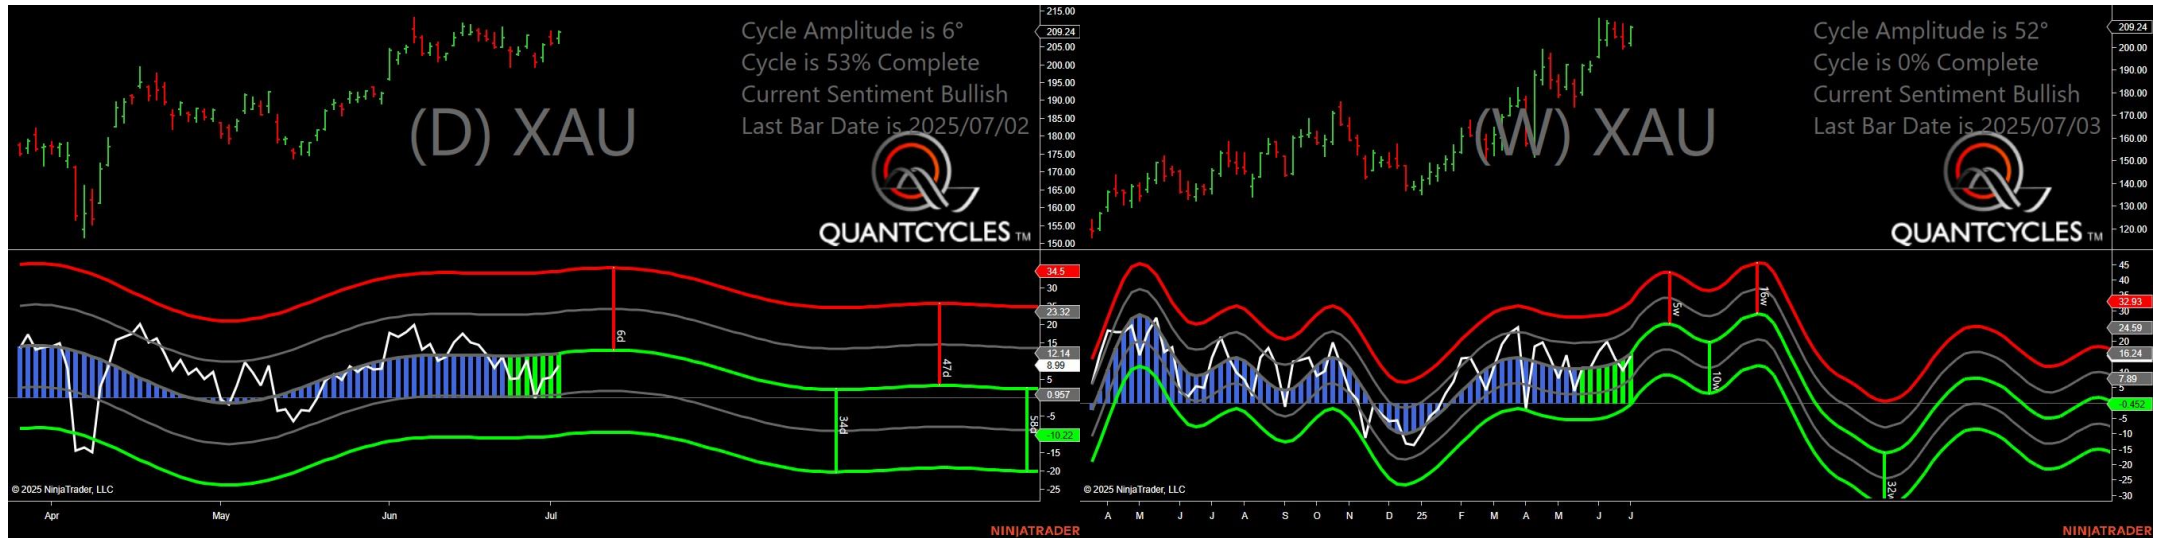 215.00
209.24
205.00
200.00
195.00
190.00
185.00
180.00
175.00
170.00
165.00
160.00
155.00
150.00
Cycle Amplitude is 6°
Cycle is 53% Complete
Current Sentiment Bullish
Last Bar Date is 2025/07/02
(D) XAU
QUANTCYCLES TM
34.5
30
23.32
20
15
12.14
8.99
5
0.957
-5
-10.22
-15
-20
-25
6d
34d
47d
58d
© 2025 NinjaTrader, LLC
Apr May Jun Jul
NINJATRADER
209.24
200.00
190.00
180.00
170.00
160.00
150.00
140.00
130.00
120.00
Cycle Amplitude is 52°
Cycle is 0% Complete
Current Sentiment Bullish
Last Bar Date is 2025/07/03
(W) XAU
QUANTCYCLES TM
45
40
32.93
24.59
20
16.24
7.89
5
-0.452
-5
-10
-15
-20
-25
-30
5w
10w
16w
32w
© 2025 NinjaTrader, LLC
A M J J A S O N D 25 F M A M J J
NINJATRADER